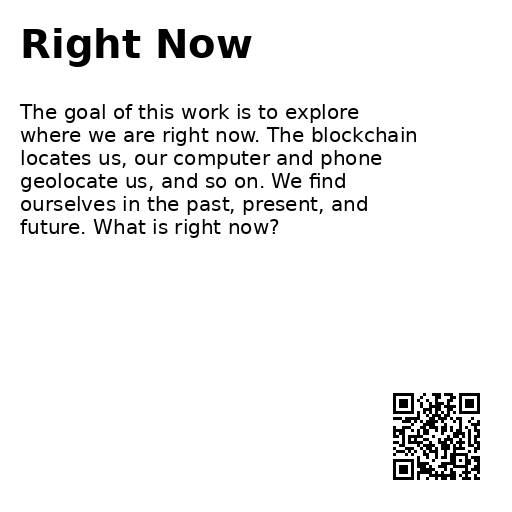 Right Now
The goal of this work is to explore
where we are right now. The blockchain
locates us, our computer and phone
geolocate us, and so on. We find
ourselves in the past, present, and
future. What is right now?